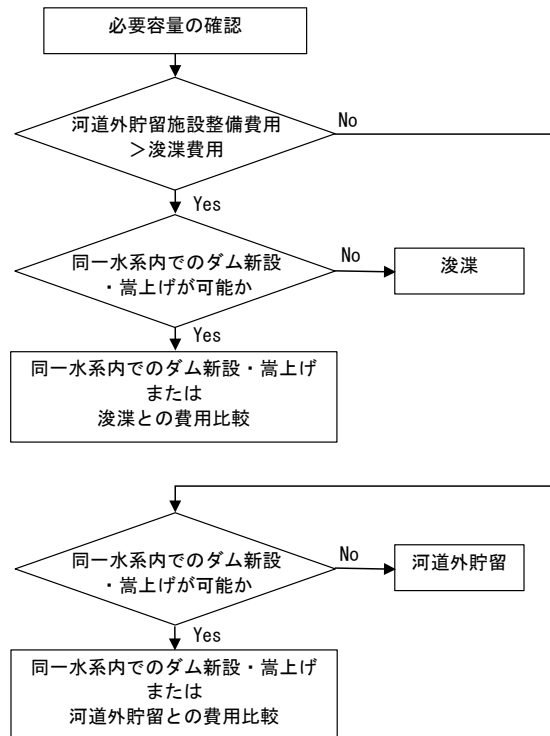 必要容量の確認
河道外貯留施設整備費用
＞浚渫費用
No
Yes
同一水系内でのダム新設
・嵩上げが可能か
No
浚渫
Yes
同一水系内でのダム新設・嵩上げ
または
浚渫との費用比較
同一水系内でのダム新設
・嵩上げが可能か
No
河道外貯留
Yes
同一水系内でのダム新設・嵩上げ
または
河道外貯留との費用比較